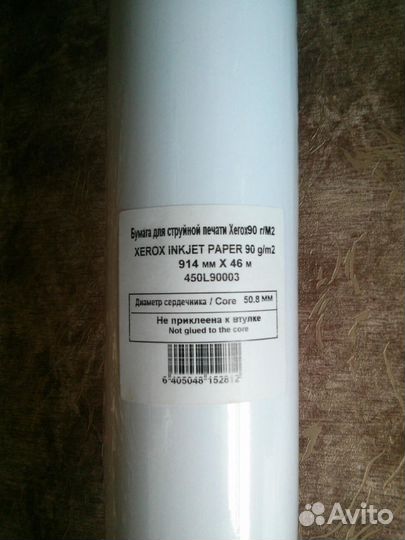 Бумага для струйной печати Xerox90 г/М2
XEROX INKJET PAPER 90 g/m2
914 мм X 46 м
450L90003
Диаметр сердечника / Core 50.8 мм
Не приклеена к втулке
Not glued to the core
6 405048 152812
Avito